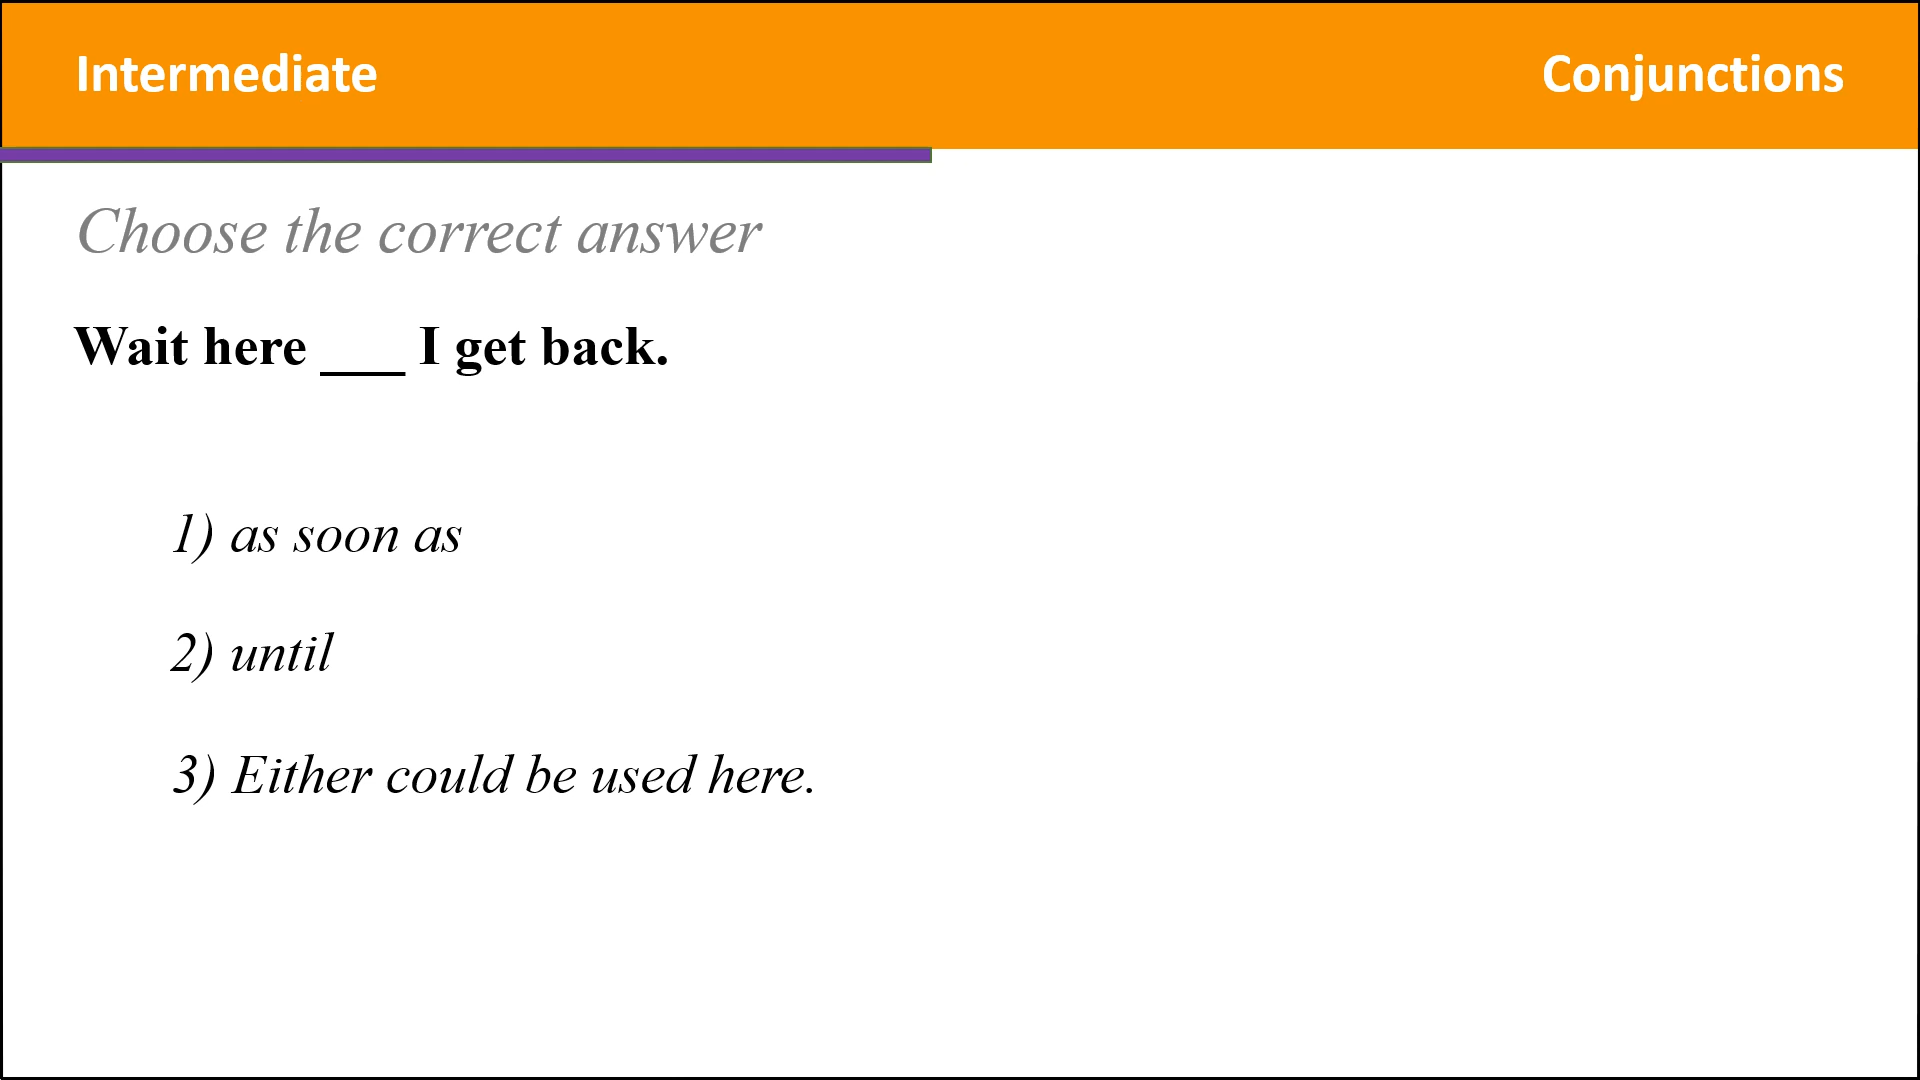 Intermediate
Conjunctions
Choose the correct answer
Wait here ___ I get back.
1) as soon as
2) until
3) Either could be used here.